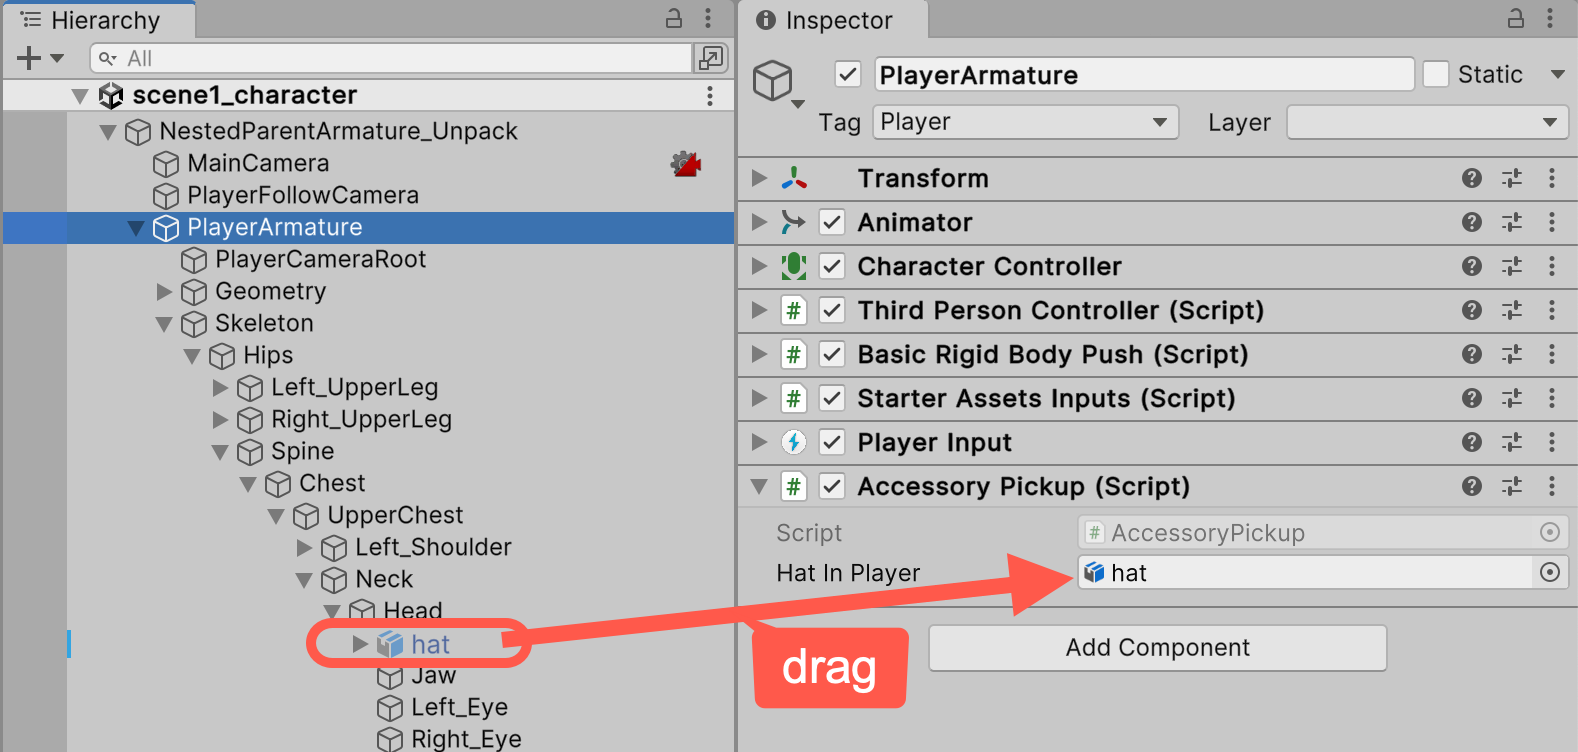 Hierarchy
All
scene1_character
NestedParentArmature_Unpack
MainCamera
PlayerFollowCamera
PlayerArmature
PlayerCameraRoot
Geometry
Skeleton
Hips
Left_UpperLeg
Right_UpperLeg
Spine
Chest
UpperChest
Left_Shoulder
Neck
Head
hat
Jaw
Left_Eye
Right_Eye
Inspector
PlayerArmature
Static
Tag Player Layer
Transform
Animator
Character Controller
# Third Person Controller (Script)
# Basic Rigid Body Push (Script)
# Starter Assets Inputs (Script)
Player Input
# Accessory Pickup (Script)
Script # AccessoryPickup
Hat In Player hat
drag
Add Component